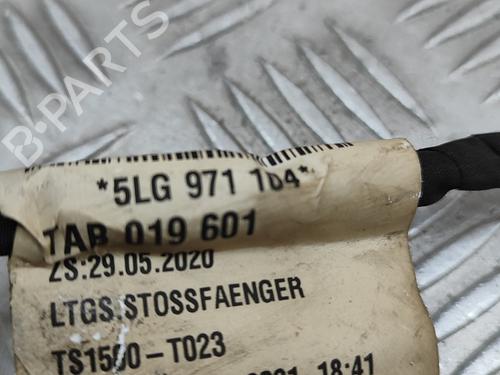 B-PARTS
*5LG 971 104*
TAB 019 601
ZS:29.05.2020
LTGS.STOSSFAENGER
TS1500-T023
18:41